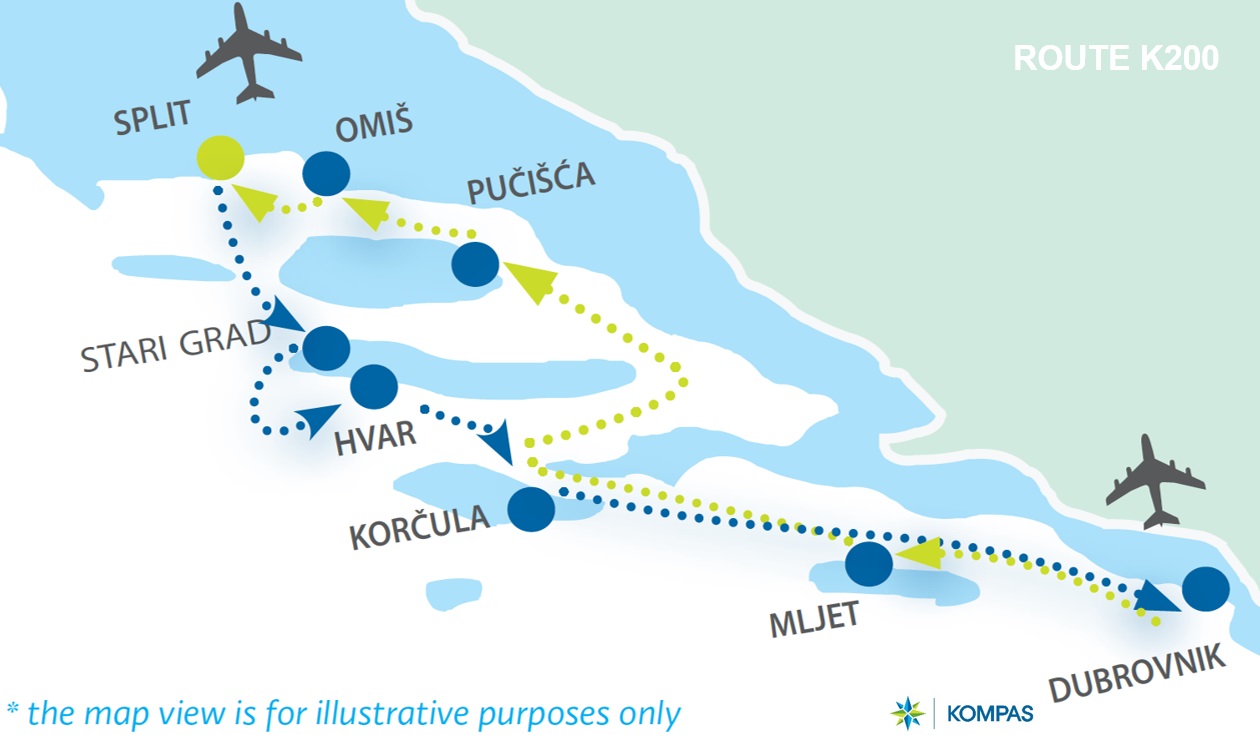 ROUTE K200
SPLIT
OMIŠ
PUČIŠĆA
STARI GRAD
HVAR
KORČULA
MLJET
DUBROVNIK
* the map view is for illustrative purposes only
KOMPAS